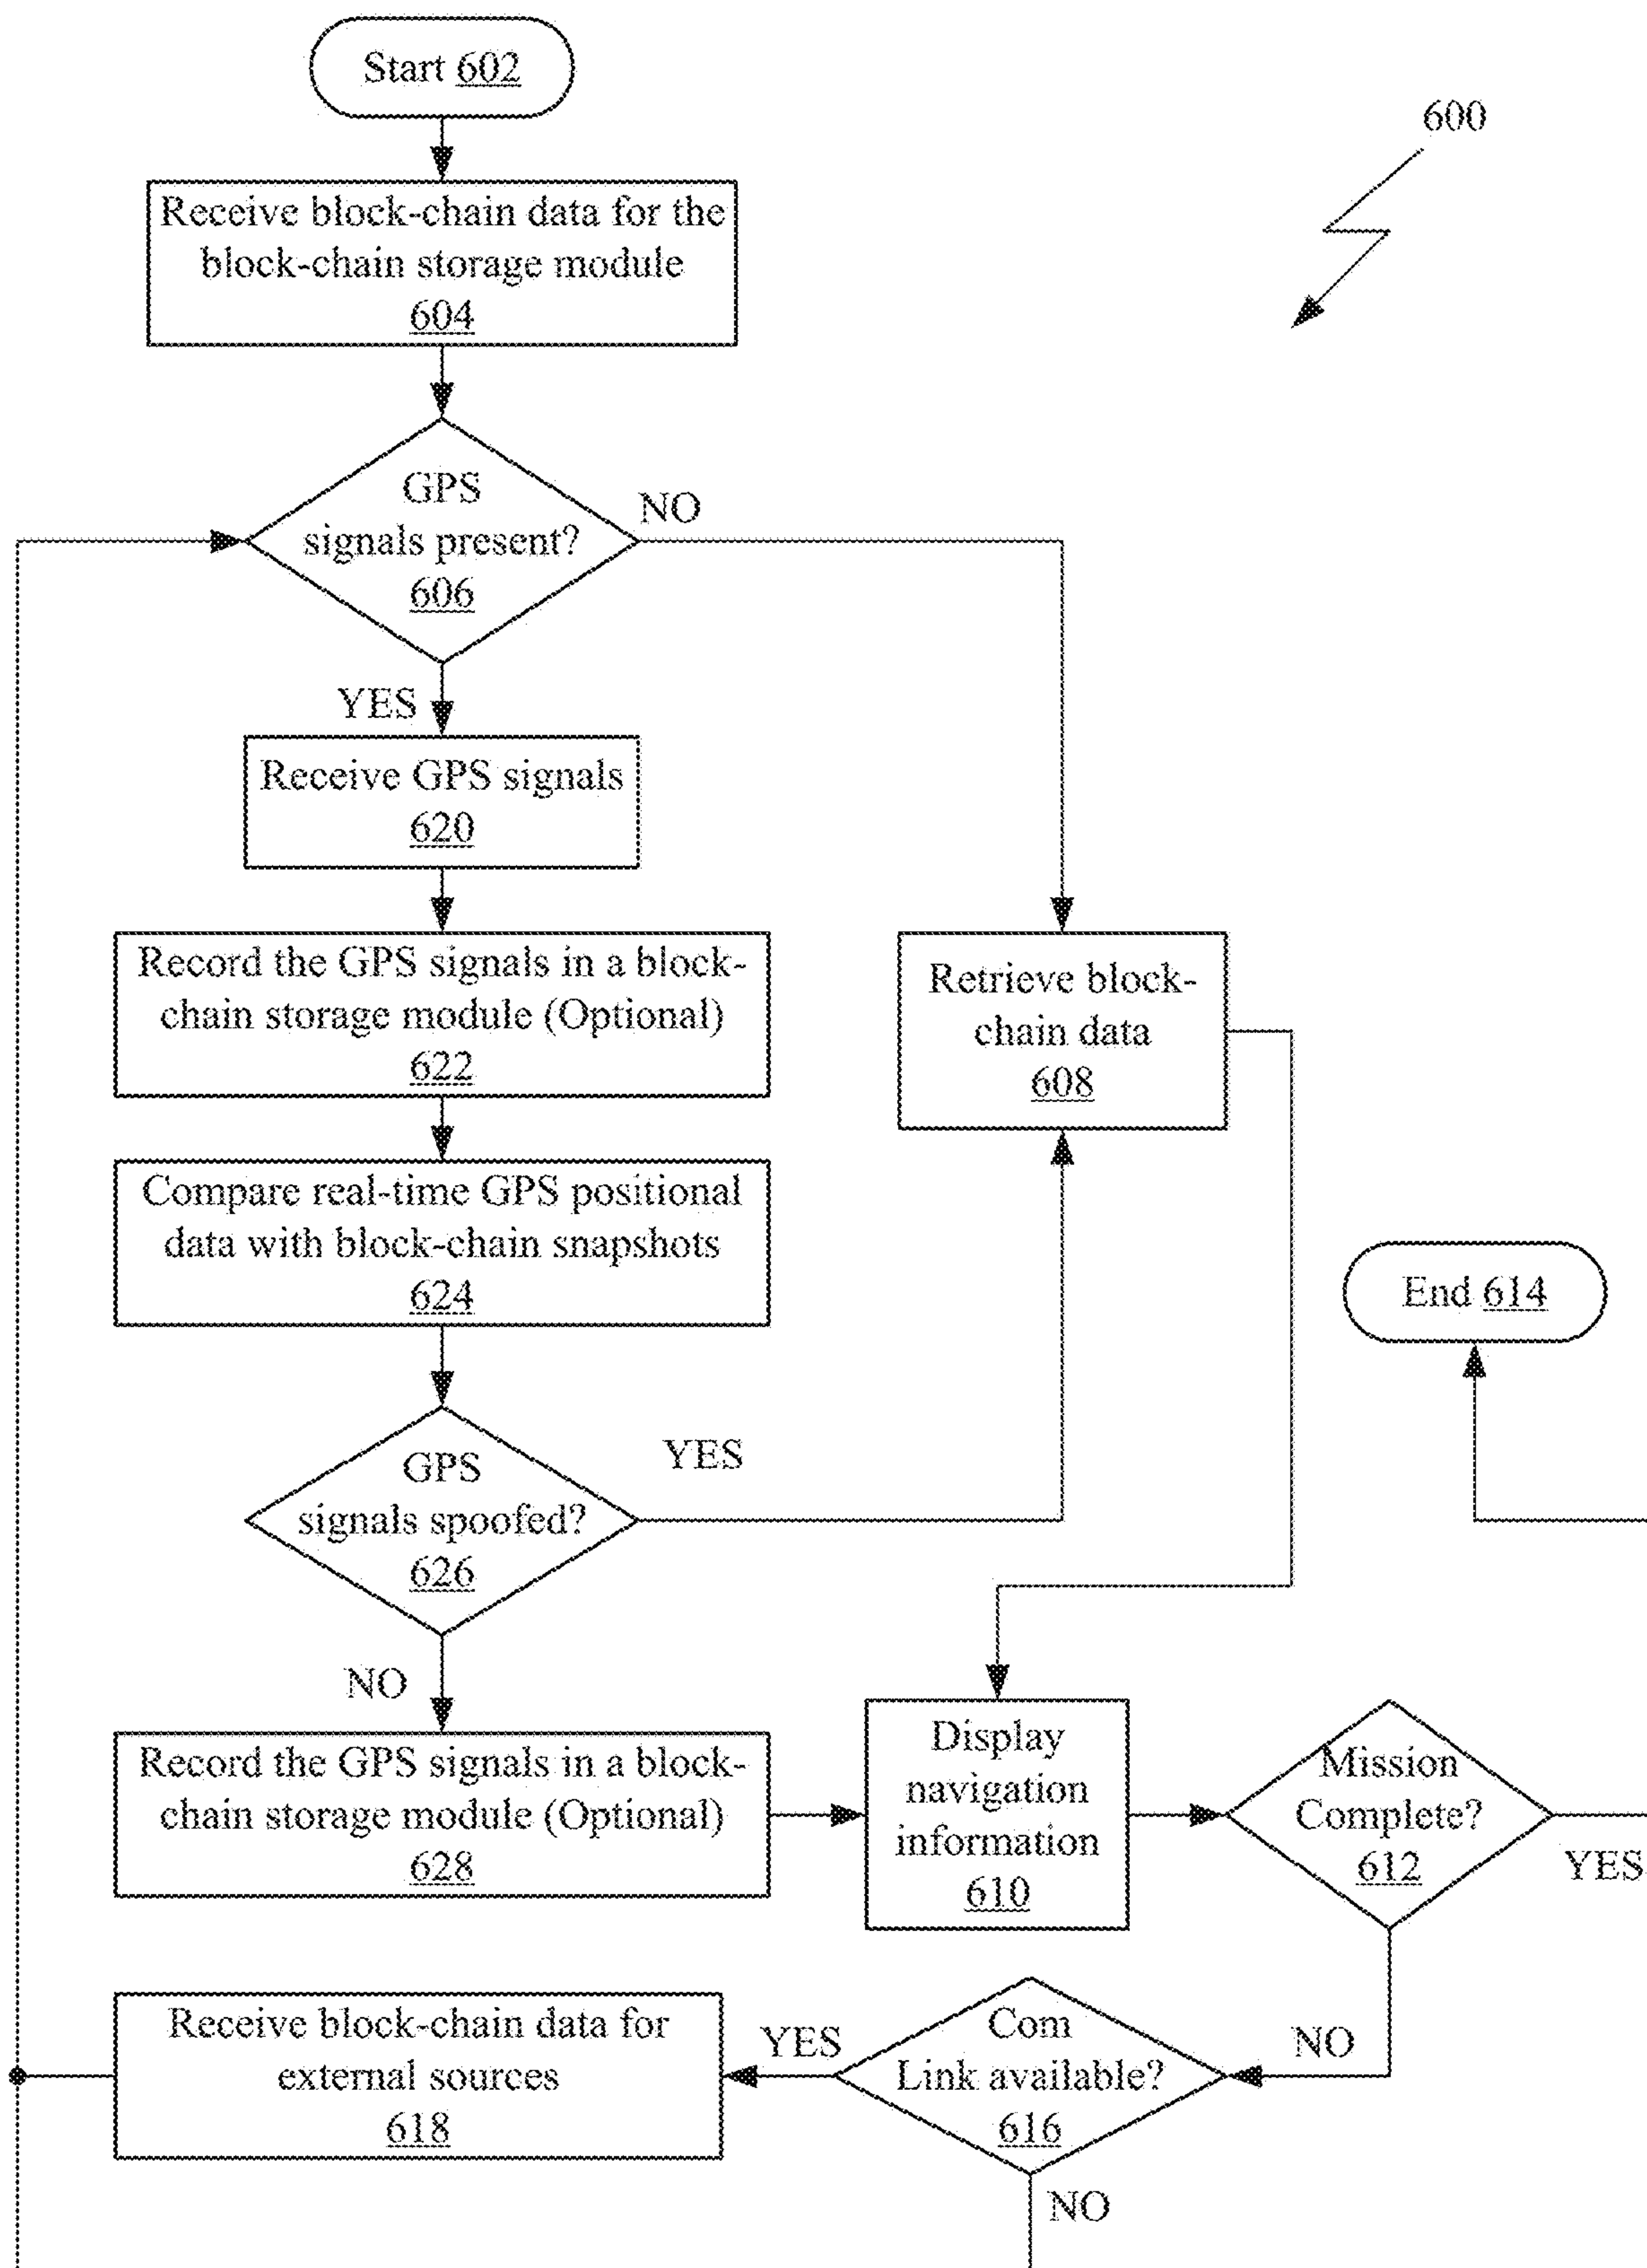 Start 602
600
Receive block-chain data for the
block-chain storage module
604
GPS
signals present?
606
NO
YES
Receive GPS signals
620
Record the GPS signals in a block-
chain storage module (Optional)
622
Retrieve block-
chain data
608
Compare real-time GPS positional
data with block-chain snapshots
624
End 614
GPS
signals spoofed?
626
YES
NO
Record the GPS signals in a block-
chain storage module (Optional)
628
Display
navigation
information
610
Mission
Complete?
612
YES
NO
Com
Link available?
616
YES
Receive block-chain data for
external sources
618
NO